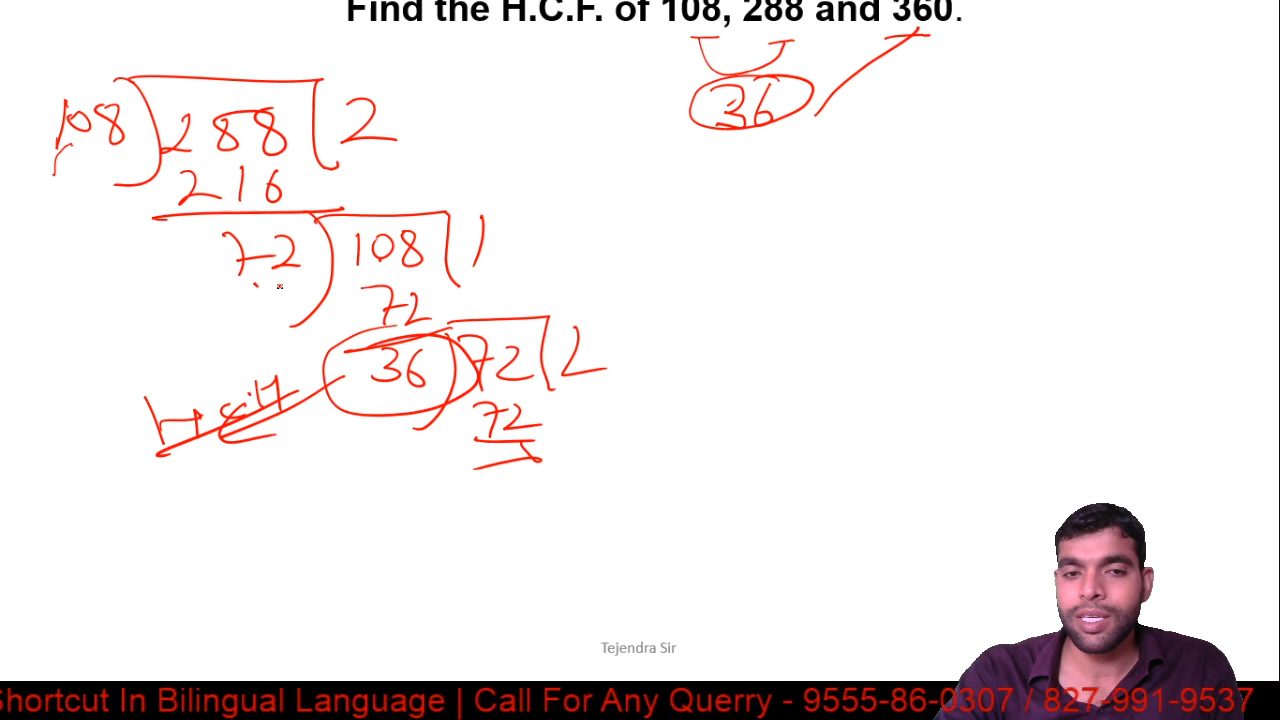 Find the H.C.F. of 108, 288 and 360.
36
108 288 2
216
72 108 1
72
36 72 2
72
Tejendra Sir
Shortcut In Bilingual Language | Call For Any Querry - 9555-86-0307 / 827-991-9537